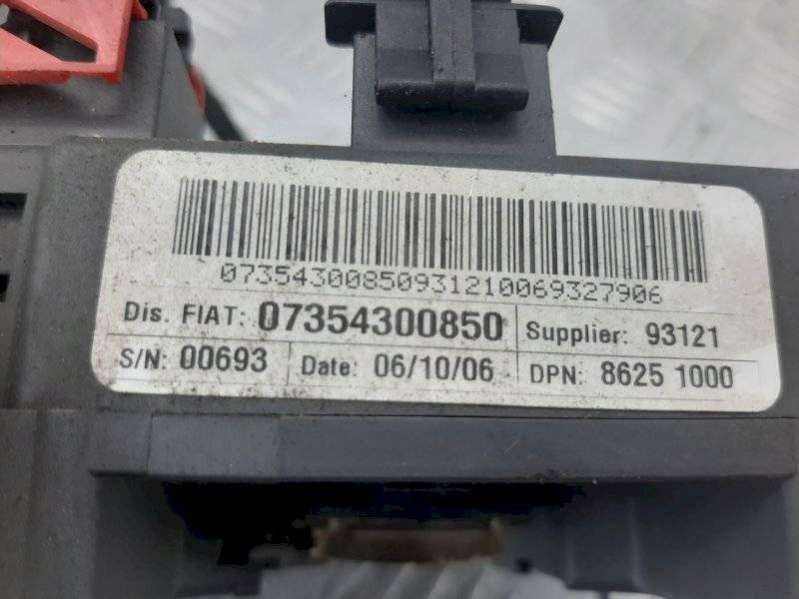 07354300850931210069327906
Dis. FIAT: 07354300850 Supplier: 93121
S/N: 00693 Date: 06/10/06 DPN: 8625 1000